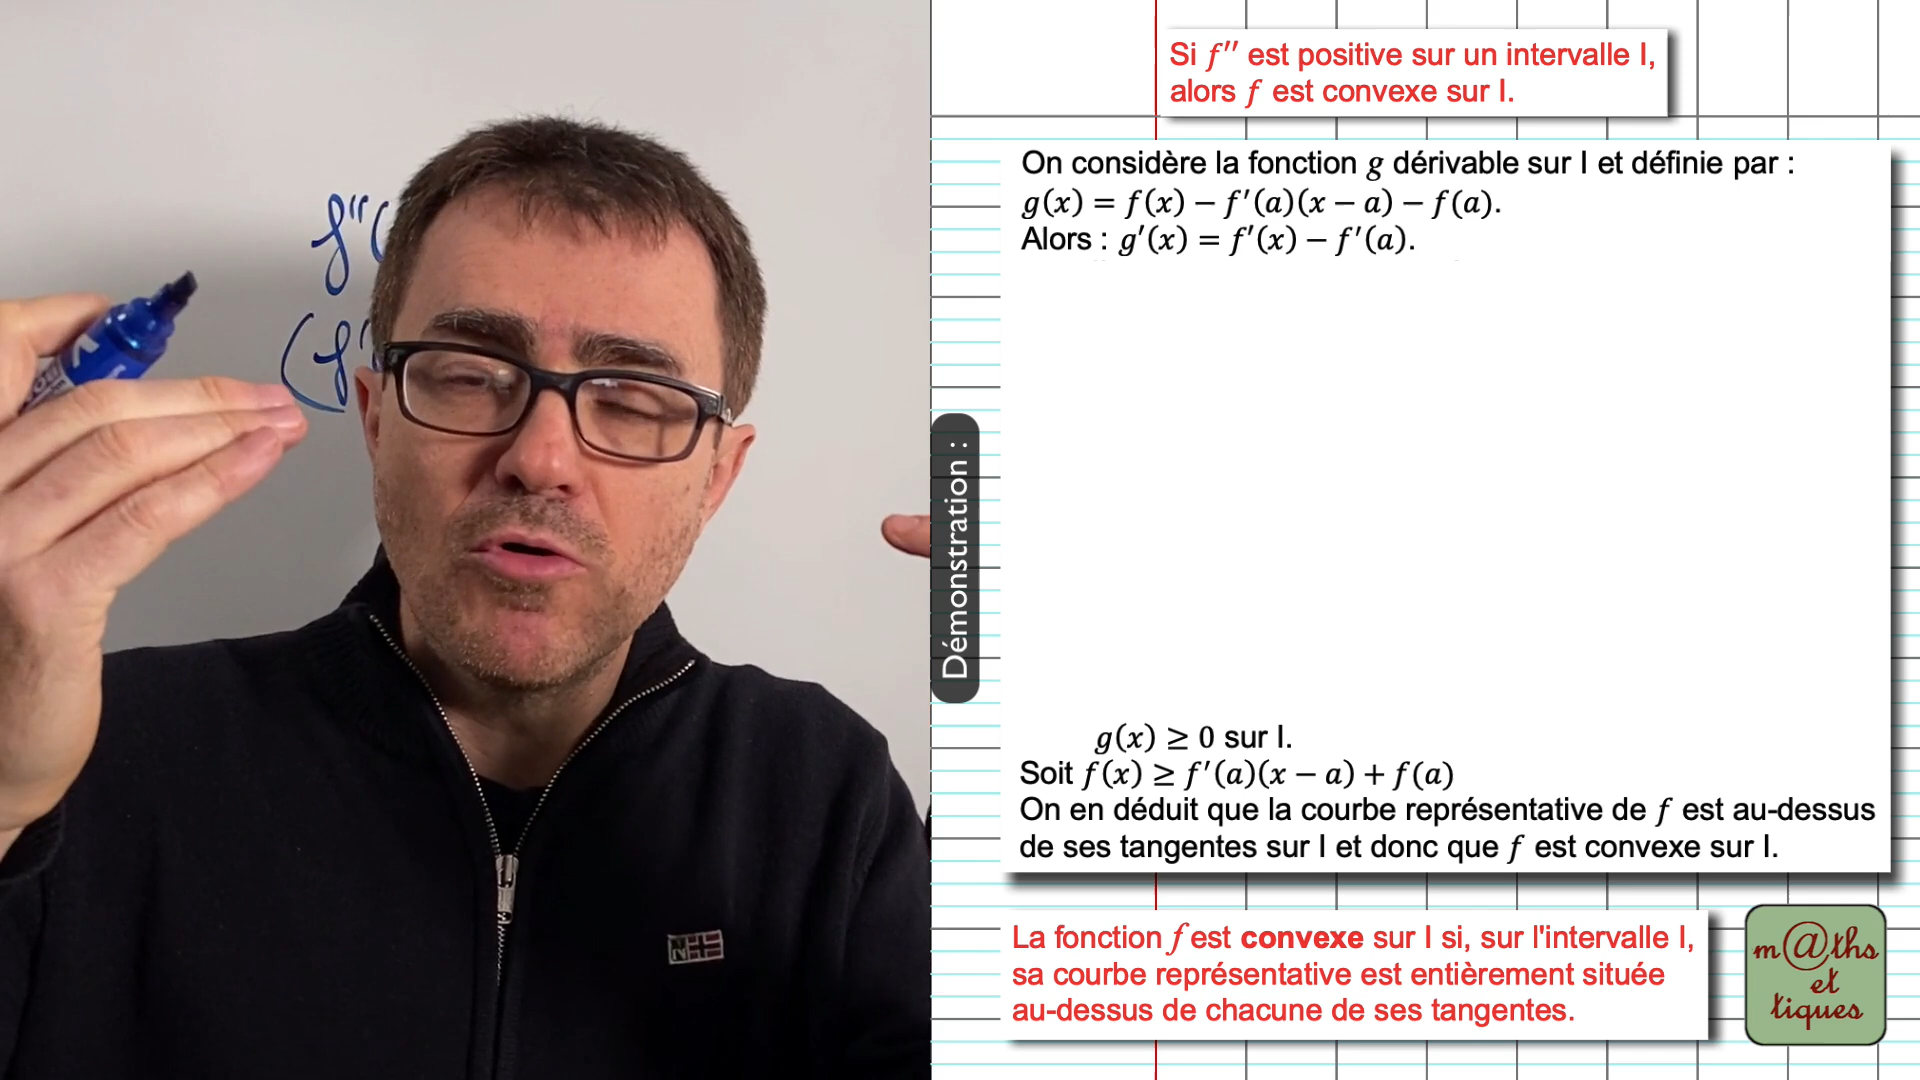 f''(
(f'
Si f'' est positive sur un intervalle I,
alors f est convexe sur I.
On considère la fonction g dérivable sur I et définie par :
g(x) = f(x) − f'(a)(x − a) − f(a).
Alors : g'(x) = f'(x) − f'(a).
Démonstration :
g(x) ≥ 0 sur I.
Soit f(x) ≥ f'(a)(x − a) + f(a)
On en déduit que la courbe représentative de f est au-dessus
de ses tangentes sur I et donc que f est convexe sur I.
La fonction f est convexe sur I si, sur l'intervalle I,
sa courbe représentative est entièrement située
au-dessus de chacune de ses tangentes.
m@ths
et
tiques